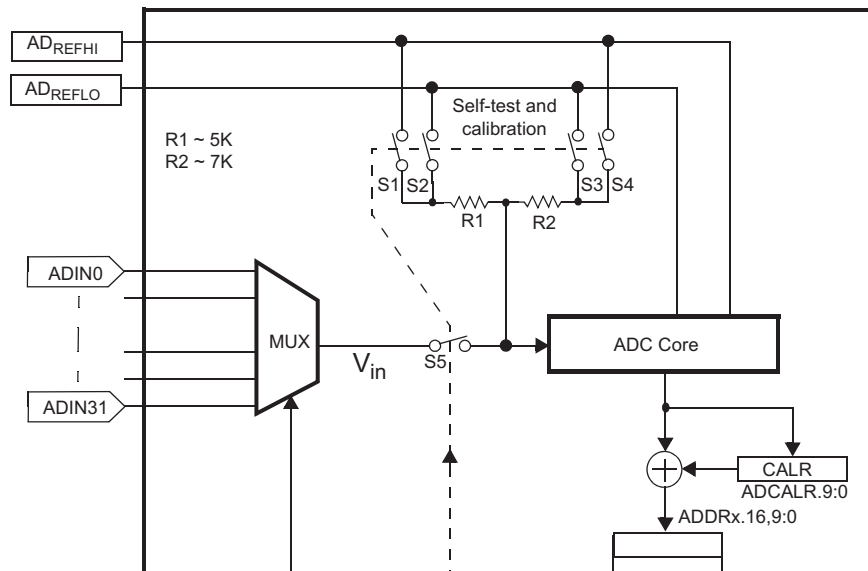 AD_REFHI
AD_REFLO
Self-test and
calibration
R1 ~ 5K
R2 ~ 7K
S1
S2
S3
S4
R1
R2
ADIN0
MUX
V_in
S5
ADC Core
ADIN31
CALR
ADCALR.9:0
ADDRx.16,9:0